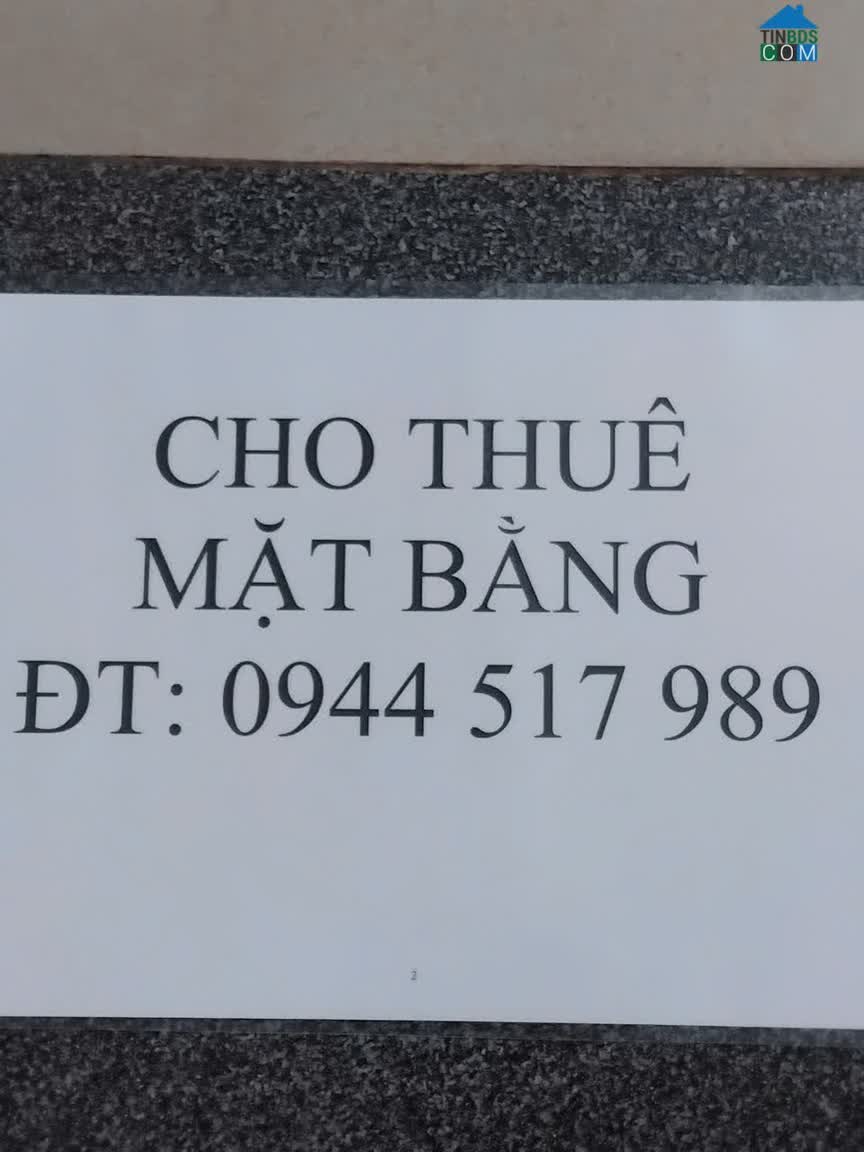 TINBDS
COM
CHO THUÊ
MẶT BẰNG
ĐT: 0944 517 989
2